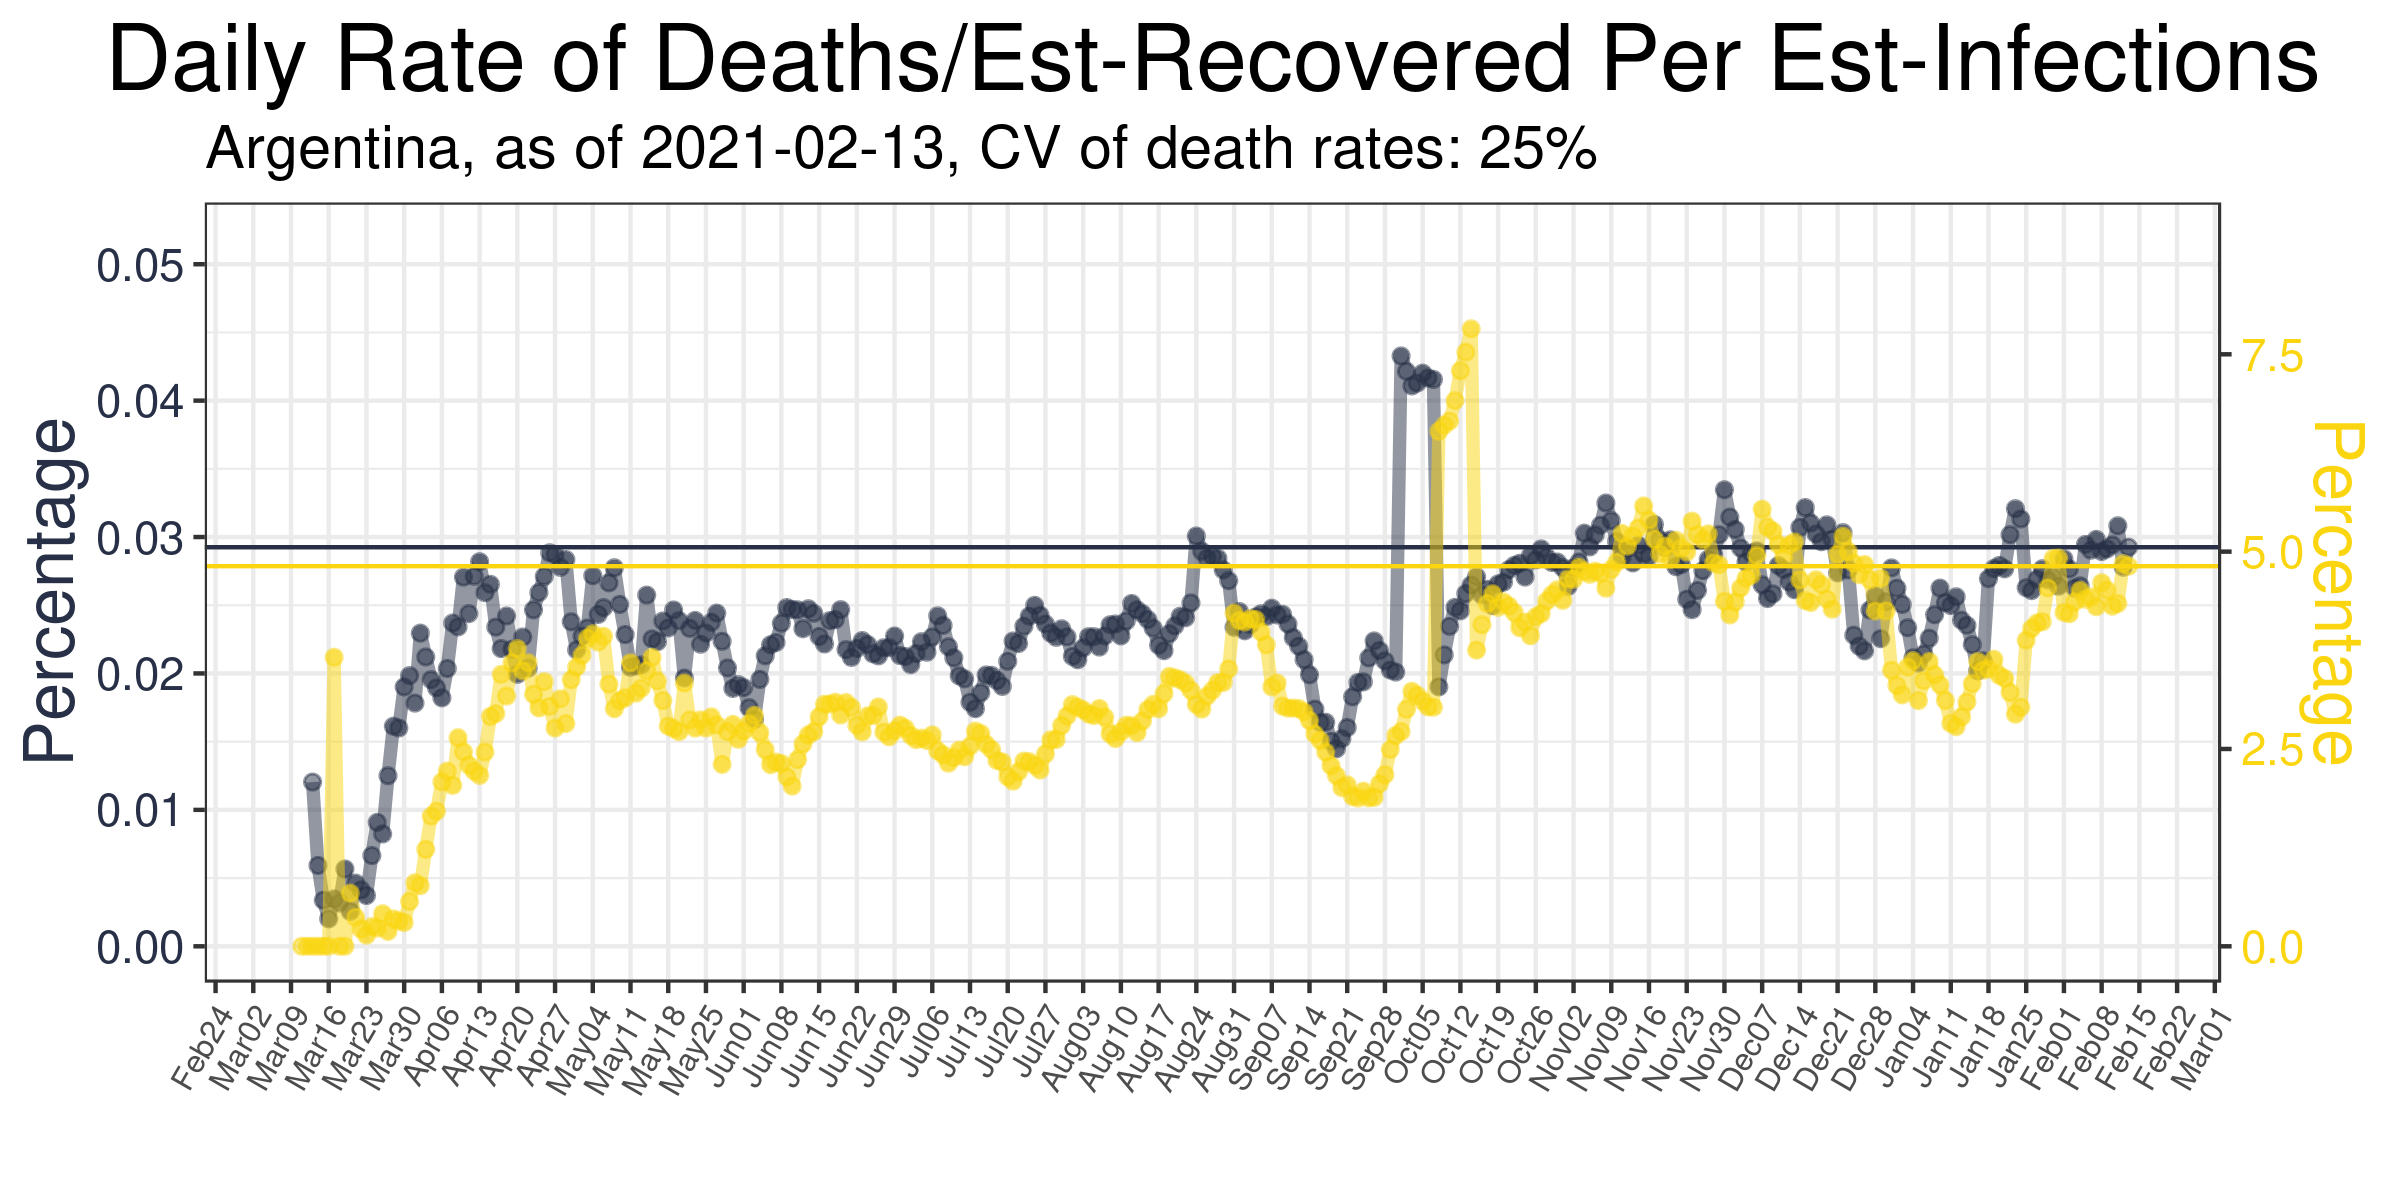 Daily Rate of Deaths/Est-Recovered Per Est-Infections
Argentina, as of 2021-02-13, CV of death rates: 25%
Percentage
0.05
0.04
0.03
0.02
0.01
0.00
7.5
5.0
2.5
0.0
Percentage
Feb24
Mar02
Mar09
Mar16
Mar23
Mar30
Apr06
Apr13
Apr20
Apr27
May04
May11
May18
May25
Jun01
Jun08
Jun15
Jun22
Jun29
Jul06
Jul13
Jul20
Jul27
Aug03
Aug10
Aug17
Aug24
Aug31
Sep07
Sep14
Sep21
Sep28
Oct05
Oct12
Oct19
Oct26
Nov02
Nov09
Nov16
Nov23
Nov30
Dec07
Dec14
Dec21
Dec28
Jan04
Jan11
Jan18
Jan25
Feb01
Feb08
Feb15
Feb22
Mar01